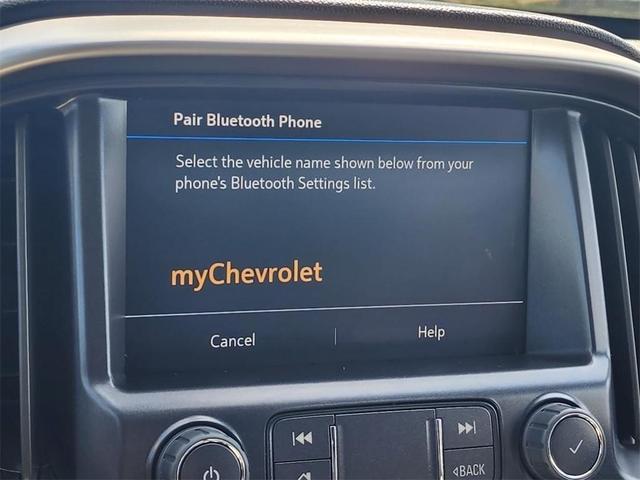 Pair Bluetooth Phone
Select the vehicle name shown below from your
phone's Bluetooth Settings list.
myChevrolet
Cancel
Help
BACK